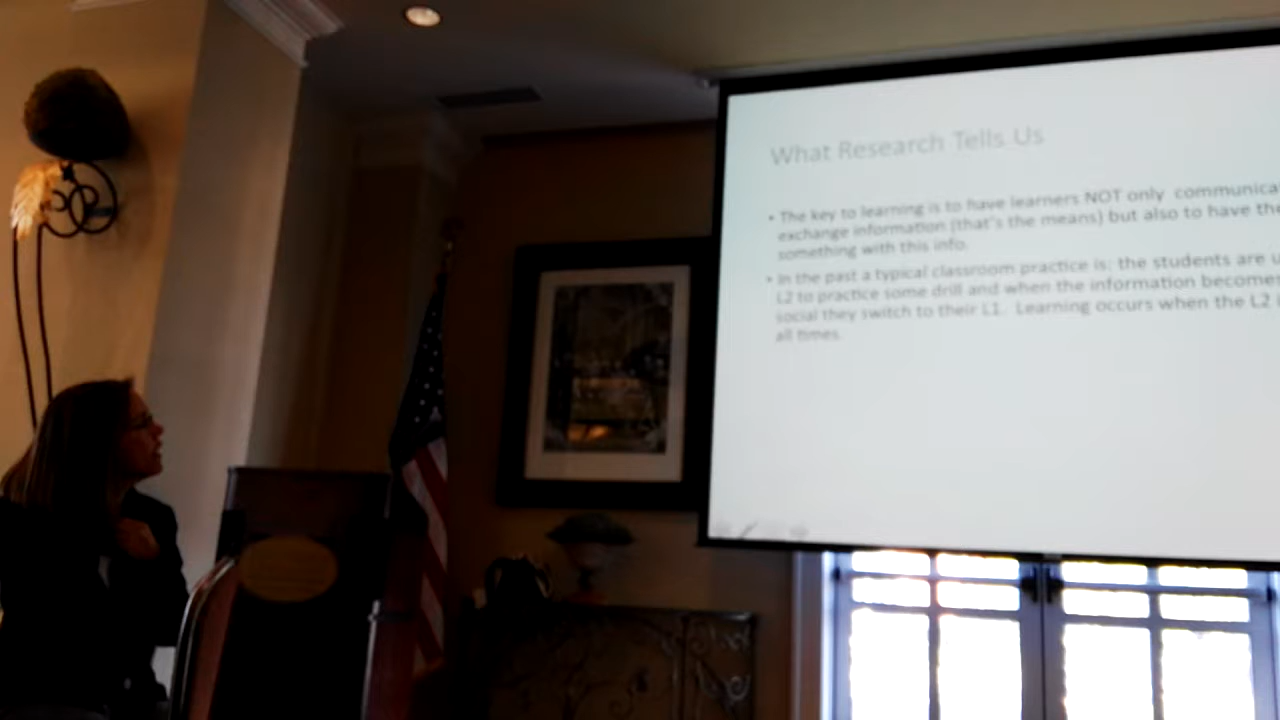 What Research Tells Us
• The key to learning is to have learners NOT only communica
exchange information (that's the means) but also to have the
something with this info.
• In the past a typical classroom practice is: the students are u
L2 to practice some drill and when the information becomes
social they switch to their L1. Learning occurs when the L2
all times.